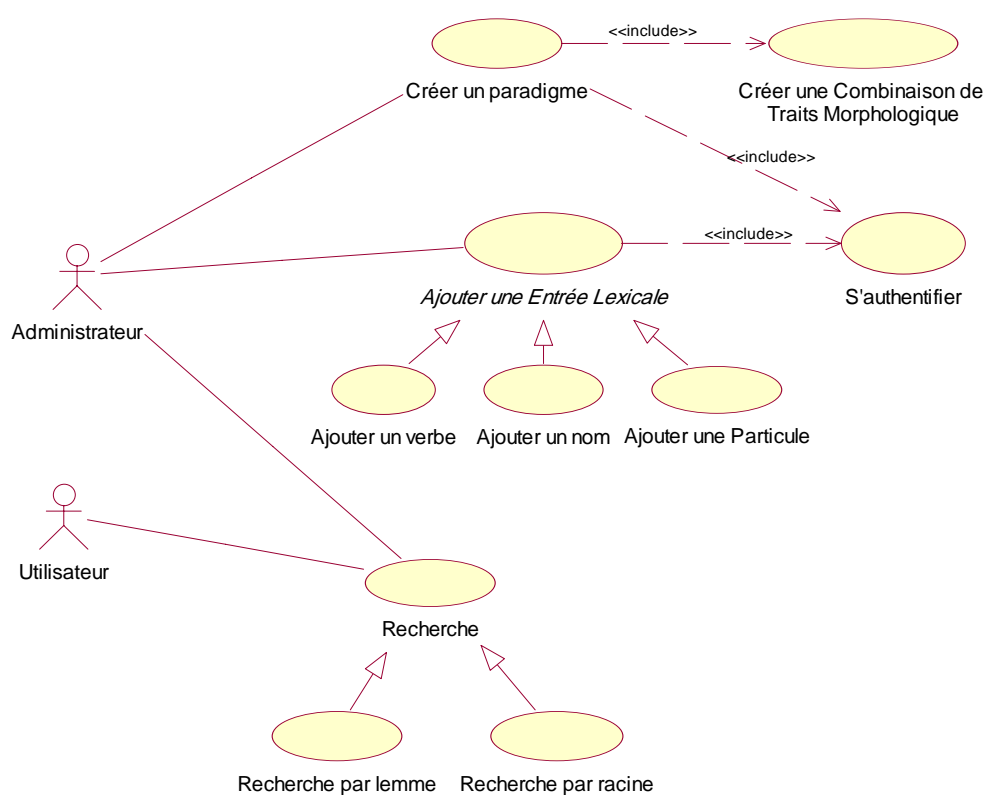 <<include>>
Créer un paradigme
Créer une Combinaison de
Traits Morphologique
<<include>>
<<include>>
Ajouter une Entrée Lexicale
S'authentifier
Administrateur
Ajouter un verbe
Ajouter un nom
Ajouter une Particule
Utilisateur
Recherche
Recherche par lemme
Recherche par racine